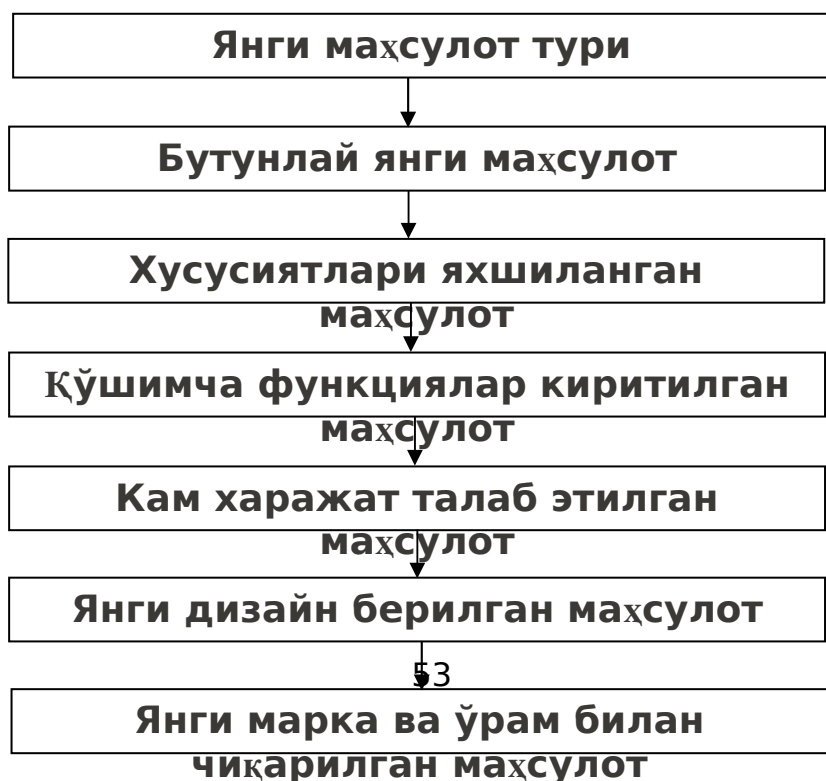 Янги маҳсулот тури
Бутунлай янги маҳсулот
Хусусиятлари яхшиланган
маҳсулот
Қўшимча функциялар киритилган
маҳсулот
Кам харажат талаб этилган
маҳсулот
Янги дизайн берилган маҳсулот
53
Янги марка ва ўрам билан
чиқарилган маҳсулот